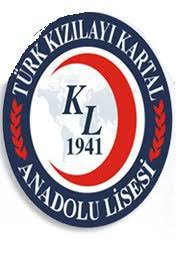 TÜRK KIZILAYI KARTAL
KL
1941
ANADOLU LİSESİ